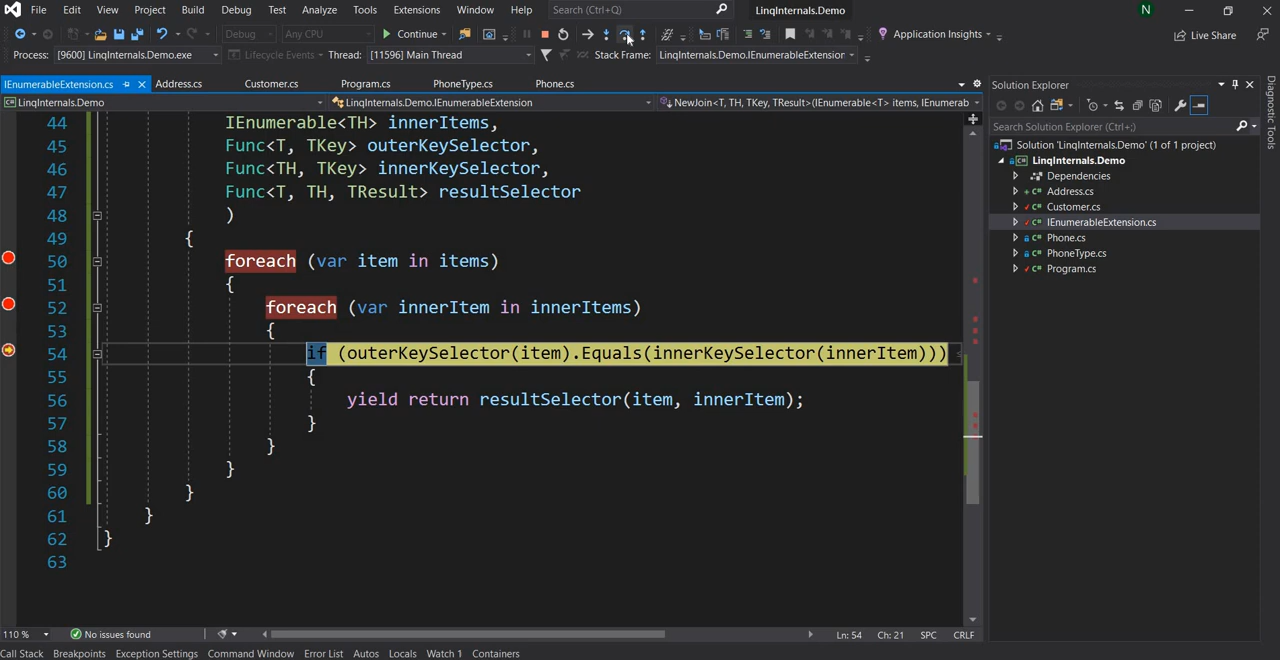 File Edit View Project Build Debug Test Analyze Tools Extensions Window Help Search (Ctrl+Q) LinqInternals.Demo N
Debug Any CPU Continue Application Insights Live Share
Process: [9600] LinqInternals.Demo.exe Lifecycle Events Thread: [11596] Main Thread Stack Frame: LinqInternals.Demo.IEnumerableExtension
IEnumerableExtension.cs Address.cs Customer.cs Program.cs PhoneType.cs Phone.cs
LinqInternals.Demo LinqInternals.Demo.IEnumerableExtension NewJoin<T, TH, TKey, TResult>(IEnumerable<T> items, IEnumerab
44 IEnumerable<TH> innerItems,
45 Func<T, TKey> outerKeySelector,
46 Func<TH, TKey> innerKeySelector,
47 Func<T, TH, TResult> resultSelector
48 )
49 {
50 foreach (var item in items)
51 {
52 foreach (var innerItem in innerItems)
53 {
54 if (outerKeySelector(item).Equals(innerKeySelector(innerItem)))
55 {
56 yield return resultSelector(item, innerItem);
57 }
58 }
59 }
60 }
61 }
62 }
63
110 % No issues found Ln: 54 Ch: 21 SPC CRLF
Call Stack Breakpoints Exception Settings Command Window Error List Autos Locals Watch 1 Containers
Solution Explorer
Search Solution Explorer (Ctrl+;)
Solution 'LinqInternals.Demo' (1 of 1 project)
LinqInternals.Demo
Dependencies
Address.cs
Customer.cs
IEnumerableExtension.cs
Phone.cs
PhoneType.cs
Program.cs
Diagnostic Tools